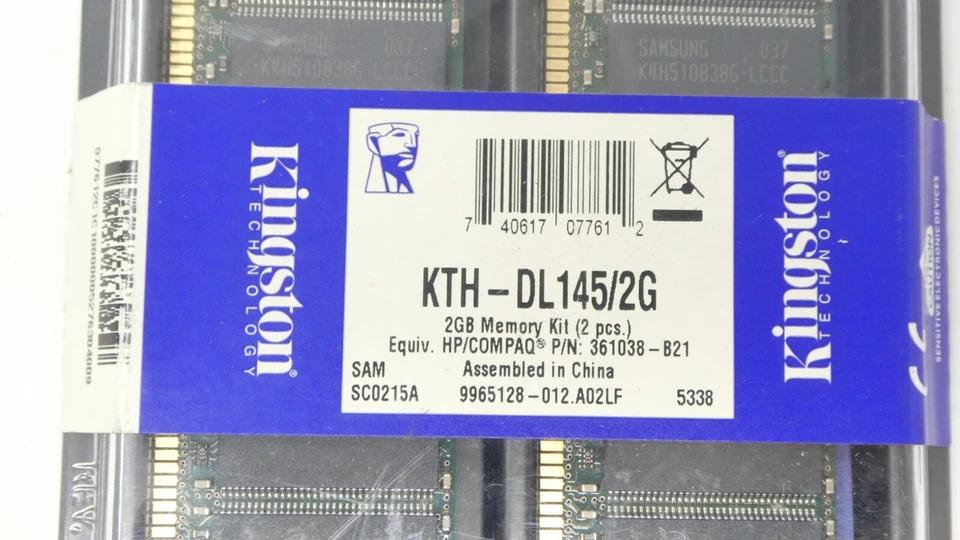 SAMSUNG 037
K4H510838G-LCCC
SAMSUNG 037
K4H510838G-LCCC
Kingston®
TECHNOLOGY
7 40617 07761 2
KTH-DL145/2G
2GB Memory Kit (2 pcs.)
Equiv. HP/COMPAQ® P/N: 361038-B21
SAM Assembled in China
SC0215A 9965128-012.A02LF 5338
Kingston®
TECHNOLOGY
CAUTION
SENSITIVE ELECTRONIC DEVICES